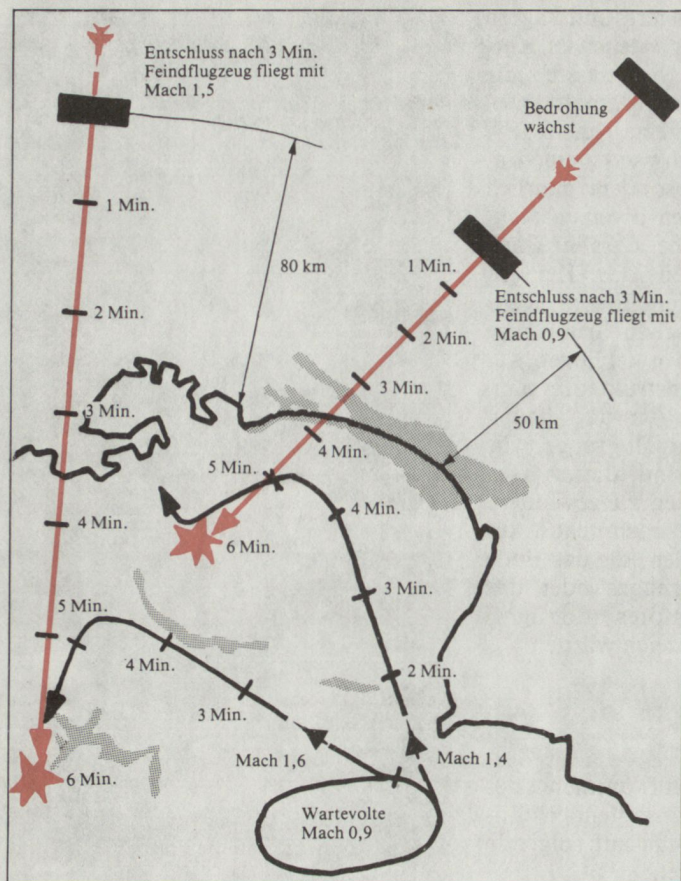 Entschluss nach 3 Min.
Feindflugzeug fliegt mit
Mach 1,5
Bedrohung
wächst
1 Min.
80 km
1 Min.
Entschluss nach 3 Min.
Feindflugzeug fliegt mit
Mach 0,9
2 Min.
2 Min.
3 Min.
3 Min.
50 km
4 Min.
5 Min.
4 Min.
4 Min.
6 Min.
3 Min.
5 Min.
4 Min.
2 Min.
3 Min.
Mach 1,6
Mach 1,4
6 Min.
Wartevolte
Mach 0,9